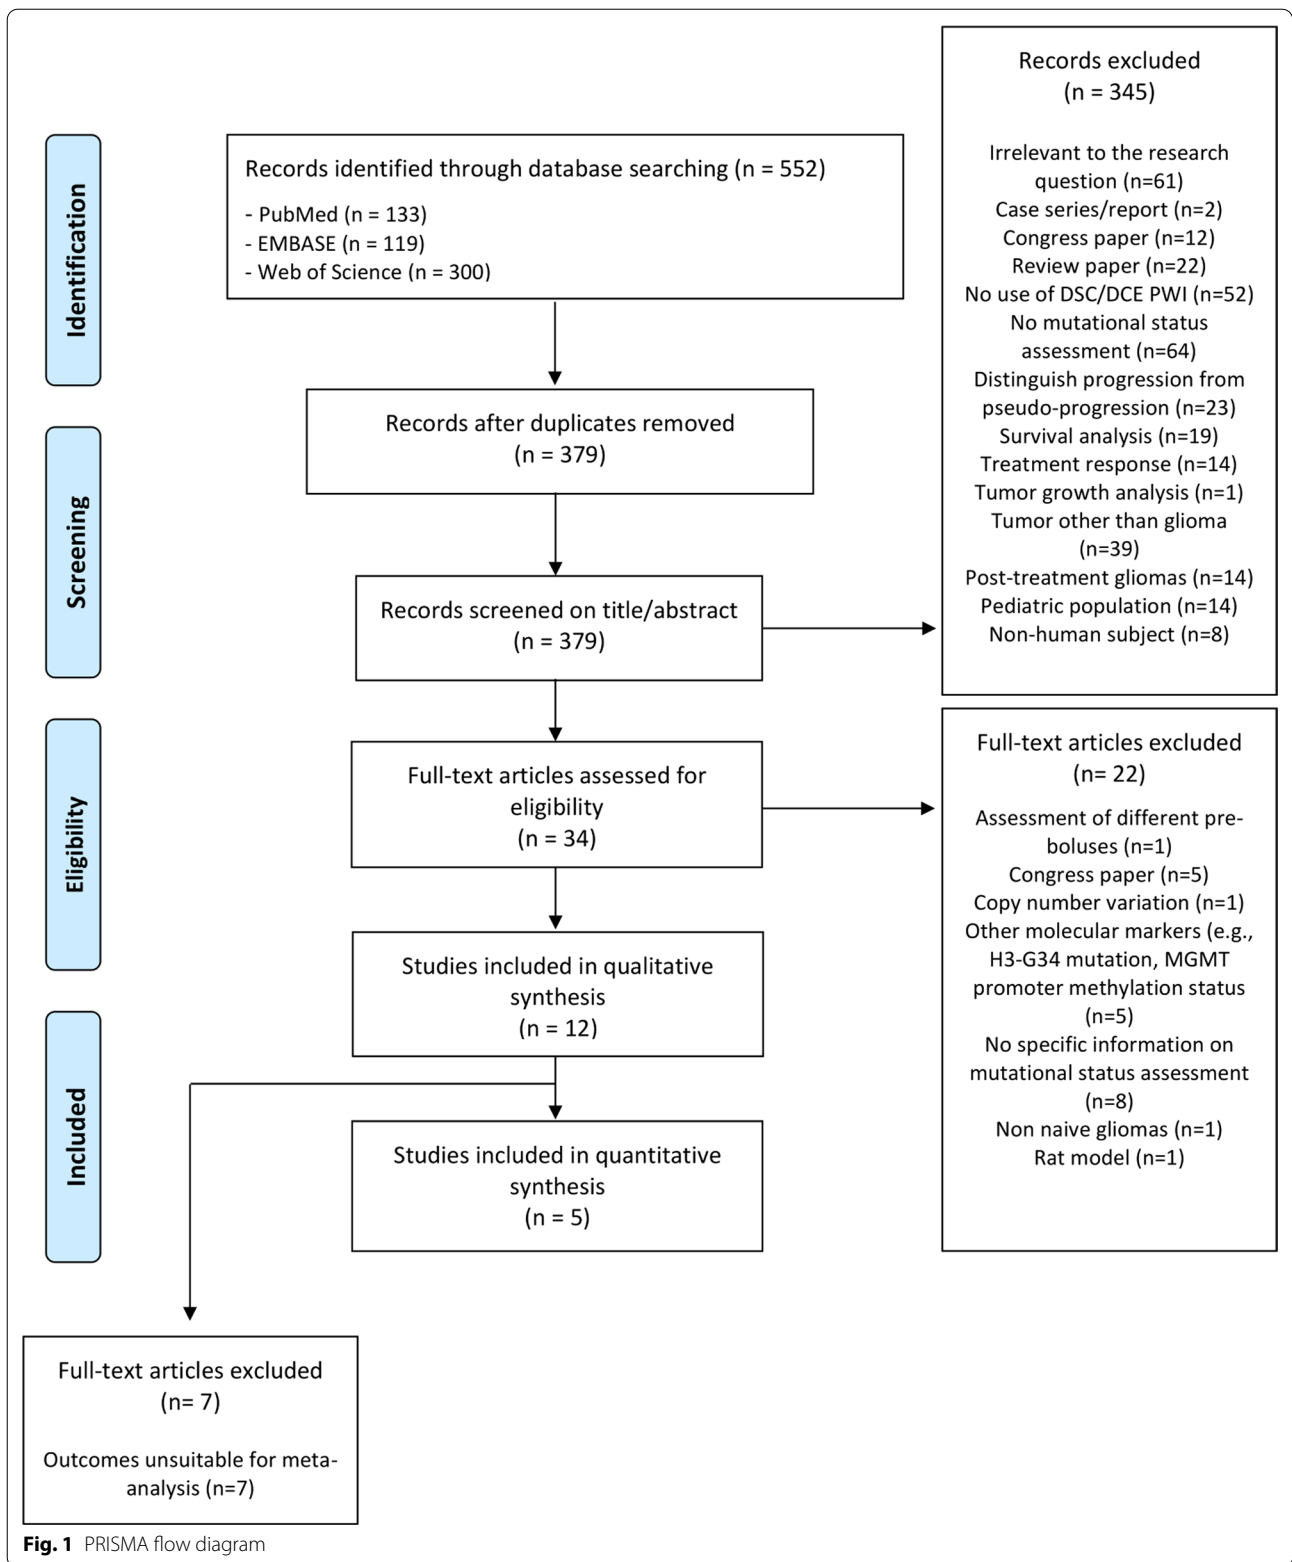 Identification
Records identified through database searching (n = 552)
- PubMed (n = 133)
- EMBASE (n = 119)
- Web of Science (n = 300)
Records after duplicates removed
(n = 379)
Screening
Records screened on title/abstract
(n = 379)
Records excluded
(n = 345)
Irrelevant to the research
question (n=61)
Case series/report (n=2)
Congress paper (n=12)
Review paper (n=22)
No use of DSC/DCE PWI (n=52)
No mutational status
assessment (n=64)
Distinguish progression from
pseudo-progression (n=23)
Survival analysis (n=19)
Treatment response (n=14)
Tumor growth analysis (n=1)
Tumor other than glioma
(n=39)
Post-treatment gliomas (n=14)
Pediatric population (n=14)
Non-human subject (n=8)
Eligibility
Full-text articles assessed for
eligibility
(n = 34)
Full-text articles excluded
(n= 22)
Assessment of different pre-
boluses (n=1)
Congress paper (n=5)
Copy number variation (n=1)
Other molecular markers (e.g.,
H3-G34 mutation, MGMT
promoter methylation status
(n=5)
No specific information on
mutational status assessment
(n=8)
Non naive gliomas (n=1)
Rat model (n=1)
Studies included in qualitative
synthesis
(n = 12)
Included
Studies included in quantitative
synthesis
(n = 5)
Full-text articles excluded
(n= 7)
Outcomes unsuitable for meta-
analysis (n=7)
Fig. 1 PRISMA flow diagram